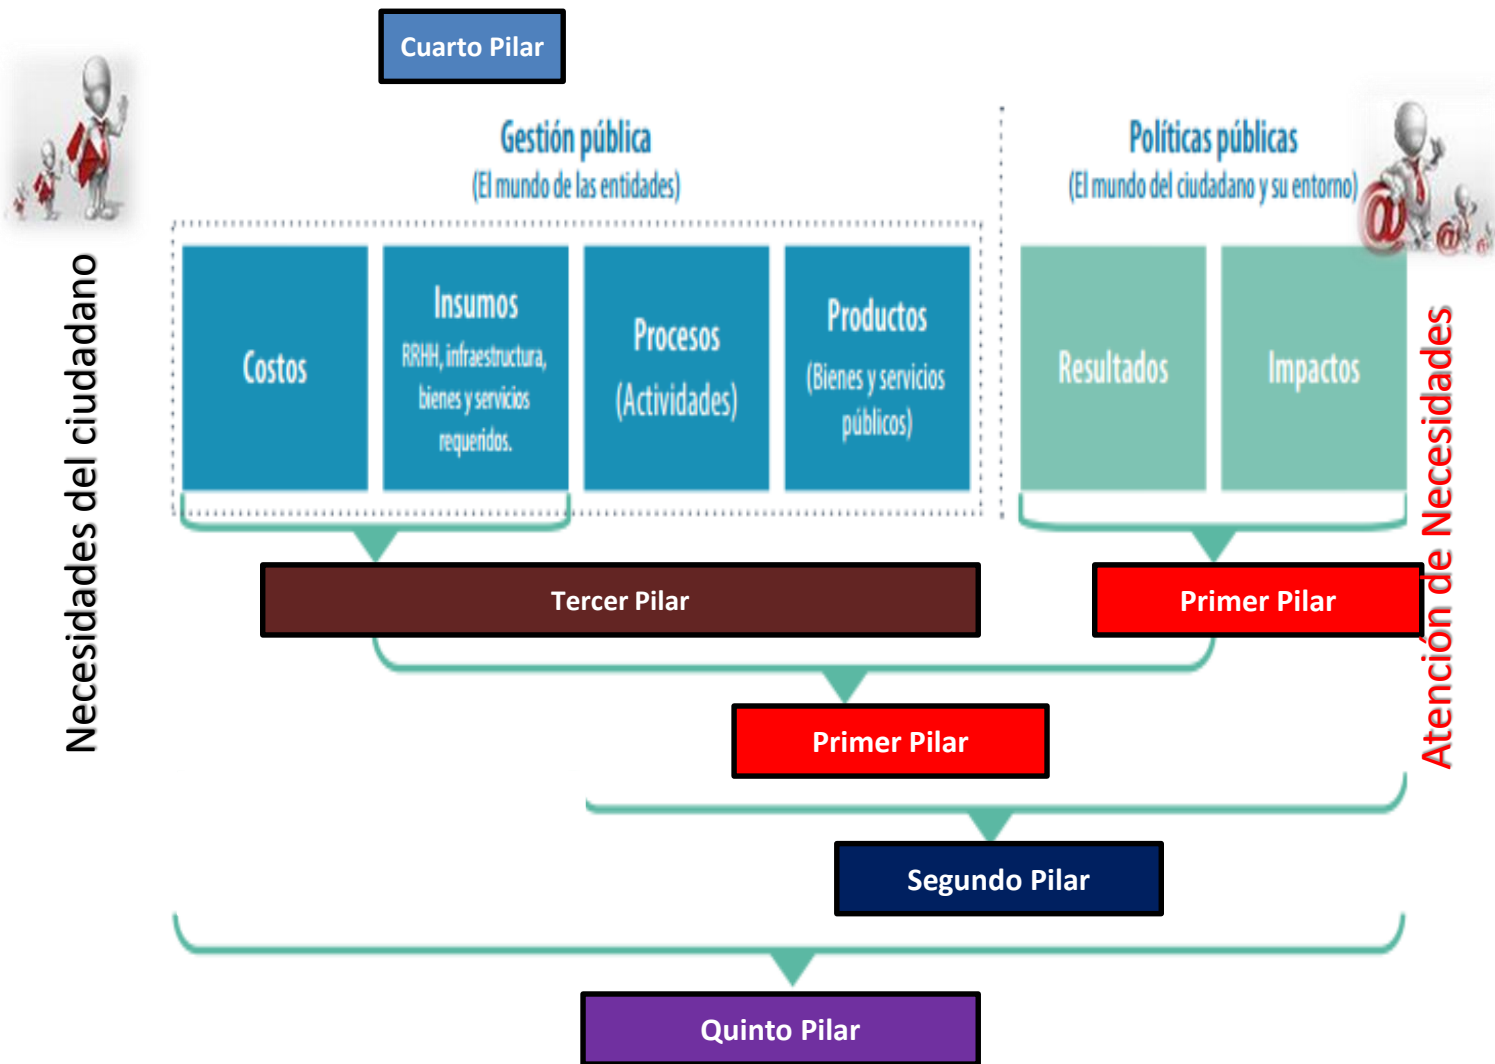 Cuarto Pilar
Gestión pública
(El mundo de las entidades)
Políticas públicas
(El mundo del ciudadano y su entorno)
Necesidades del ciudadano
Costos
Insumos
RRHH, infraestructura,
bienes y servicios
requeridos.
Procesos
(Actividades)
Productos
(Bienes y servicios
públicos)
Resultados
Impactos
Atención de Necesidades
Tercer Pilar
Primer Pilar
Primer Pilar
Segundo Pilar
Quinto Pilar